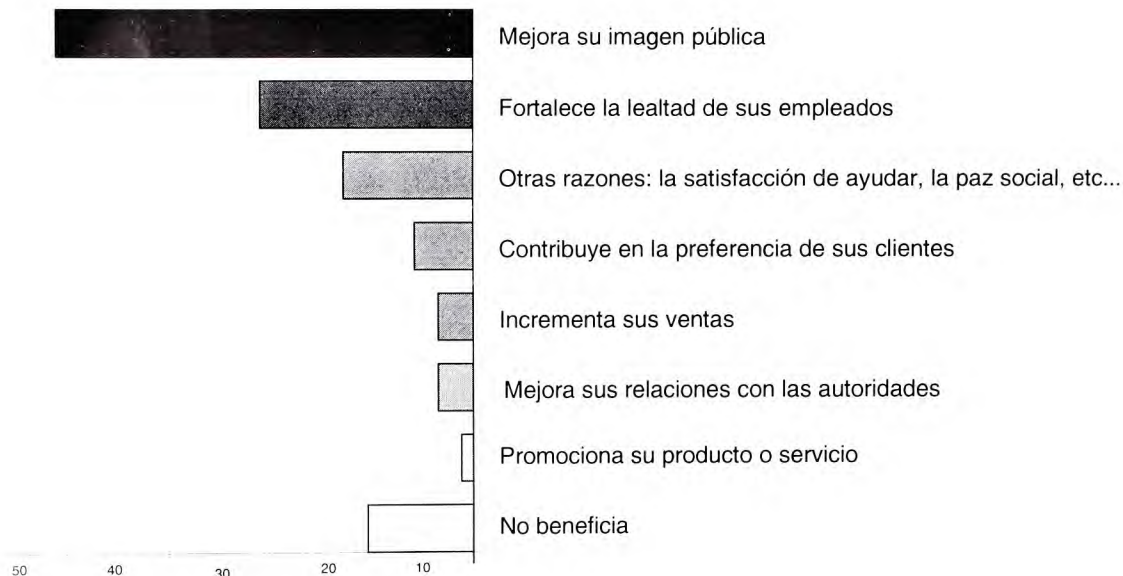 Mejora su imagen pública
Fortalece la lealtad de sus empleados
Otras razones: la satisfacción de ayudar, la paz social, etc...
Contribuye en la preferencia de sus clientes
Incrementa sus ventas
Mejora sus relaciones con las autoridades
Promociona su producto o servicio
No beneficia
50 40 30 20 10